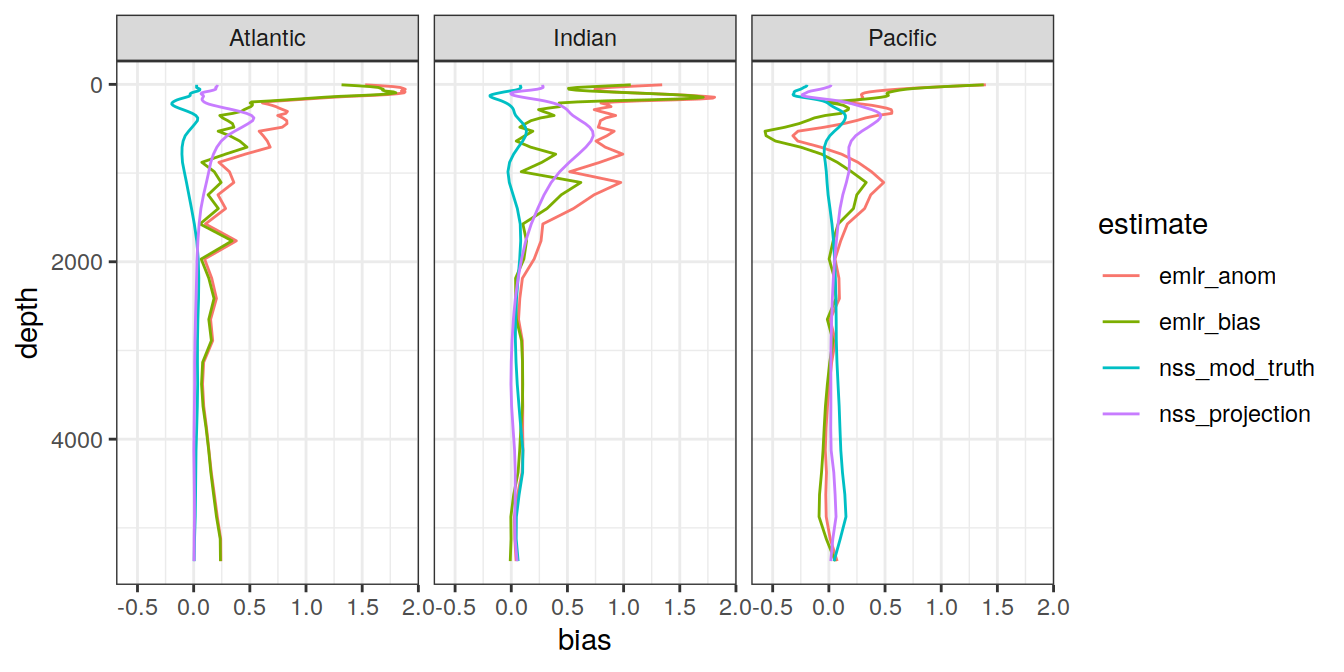 Atlantic Indian Pacific
0
2000
4000
depth
-0.5 0.0 0.5 1.0 1.5 2.0 -0.5 0.0 0.5 1.0 1.5 2.0 -0.5 0.0 0.5 1.0 1.5 2.0
bias
estimate
emlr_anom
emlr_bias
nss_mod_truth
nss_projection